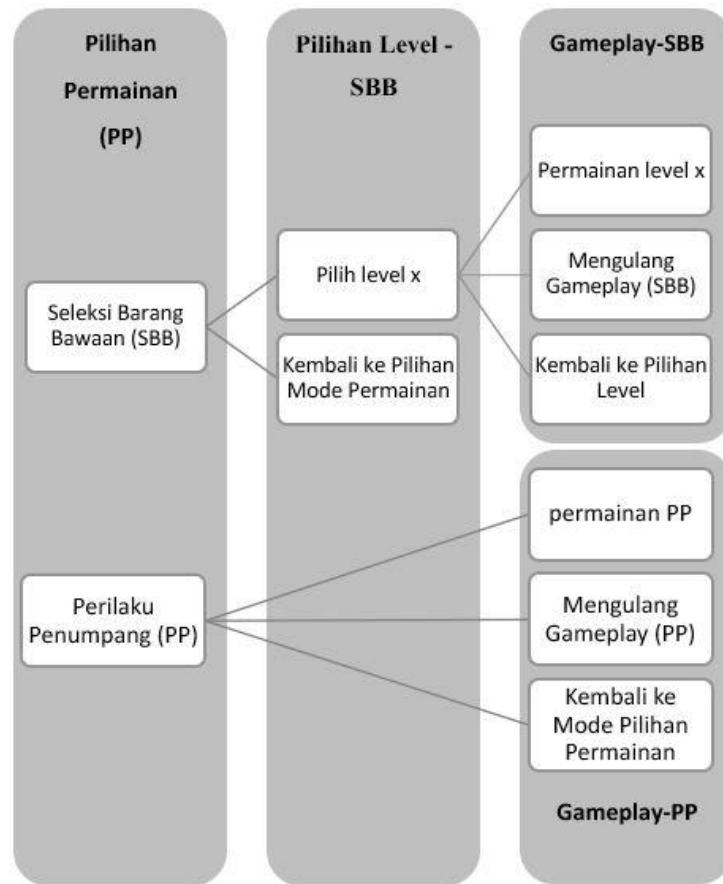 Pilihan
Permainan
(PP)
Pilihan Level -
SBB
Gameplay-SBB
Seleksi Barang
Bawaan (SBB)
Pilih level x
Kembali ke Pilihan
Mode Permainan
Permainan level x
Mengulang
Gameplay (SBB)
Kembali ke Pilihan
Level
Perilaku
Penumpang (PP)
permainan PP
Mengulang
Gameplay (PP)
Kembali ke
Mode Pilihan
Permainan
Gameplay-PP